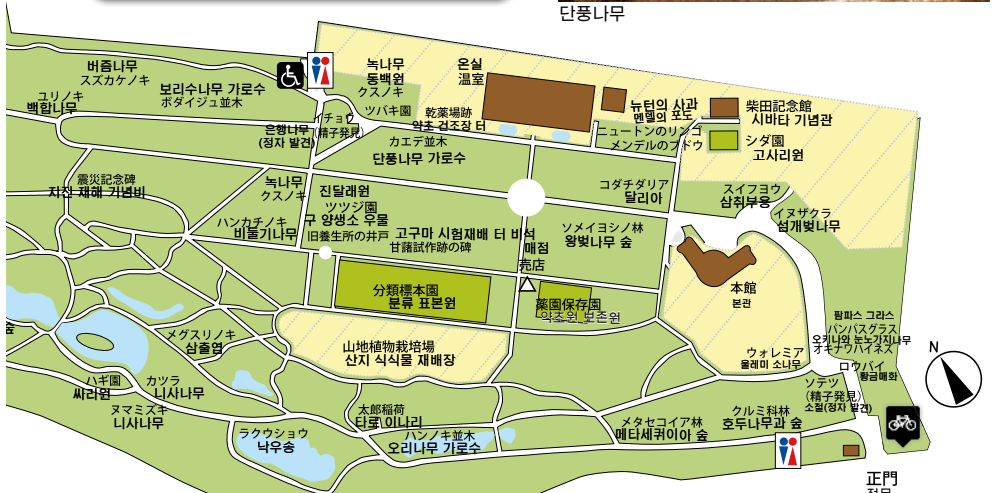 단풍나무
버즘나무
スズカケノキ
ユリノキ
백합나무
보리수나무 가로수
ボダイジュ並木
녹나무
동백원
クスノキ
ツバキ園
온실
温室
イチョウ
은행나무 (精子発見)
(정자 발견)
乾薬場跡
약초 건조장 터
カエデ並木
단풍나무 가로수
뉴턴의 사과
멘델의 포도
ニュートンのリンゴ
メンデルのブドウ
柴田記念館
시바타 기념관
シダ園
고사리원
震災記念碑
지진 재해 기념비
녹나무
クスノキ
진달래원
ツツジ園
구 양생소 우물
旧養生所の井戸
ハンカチノキ
비둘기나무
고구마 시험재배 터 비석
甘藷試作跡の碑
매점
売店
コダチダリア
달리아
ソメイヨシノ林
왕벚나무 숲
スイフヨウ
삼취부용
イヌザクラ
섬개벚나무
分類標本園
분류 표본원
薬園保存園
약초원 보존원
本館
본관
숲
メグスリノキ
삼출엽
山地植物栽培場
산지 식식물 재배장
팜파스 그라스
パンパスグラス
오키나와 눈노가지나무
オキナワハイネズ
ウォレミア
울레미 소나무
ロウバイ
황금매화
ソテツ
(精子発見)
소철(정자 발견)
ハギ園
싸리원
カツラ
니사나무
ヌマミズキ
니사나무
太郎稲荷
타로 이나리
ラクウショウ
낙우송
ハンノキ並木
오리나무 가로수
メタセコイア林
메타세쿼이아 숲
クルミ科林
호두나무과 숲
N
正門